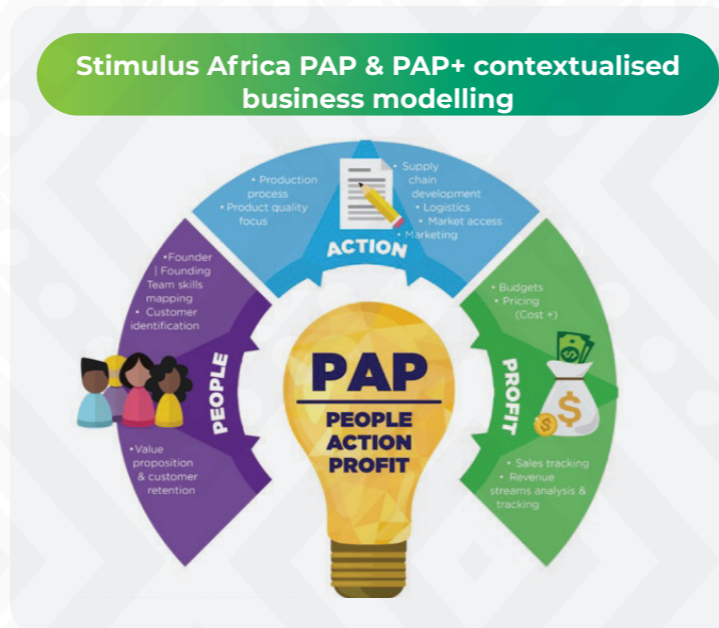 Stimulus Africa PAP & PAP+ contextualised
business modelling
• Production
process
• Product quality
focus
• Supply
chain
development
• Logistics
• Market access
• Marketing
ACTION
• Founder
| Founding
Team skills
mapping
• Customer
identification
PEOPLE
• Value
proposition
& customer
retention
• Budgets
• Pricing
(Cost +)
PROFIT
• Sales tracking
• Revenue
streams analysis &
tracking
PAP
PEOPLE
ACTION
PROFIT
$
$
$